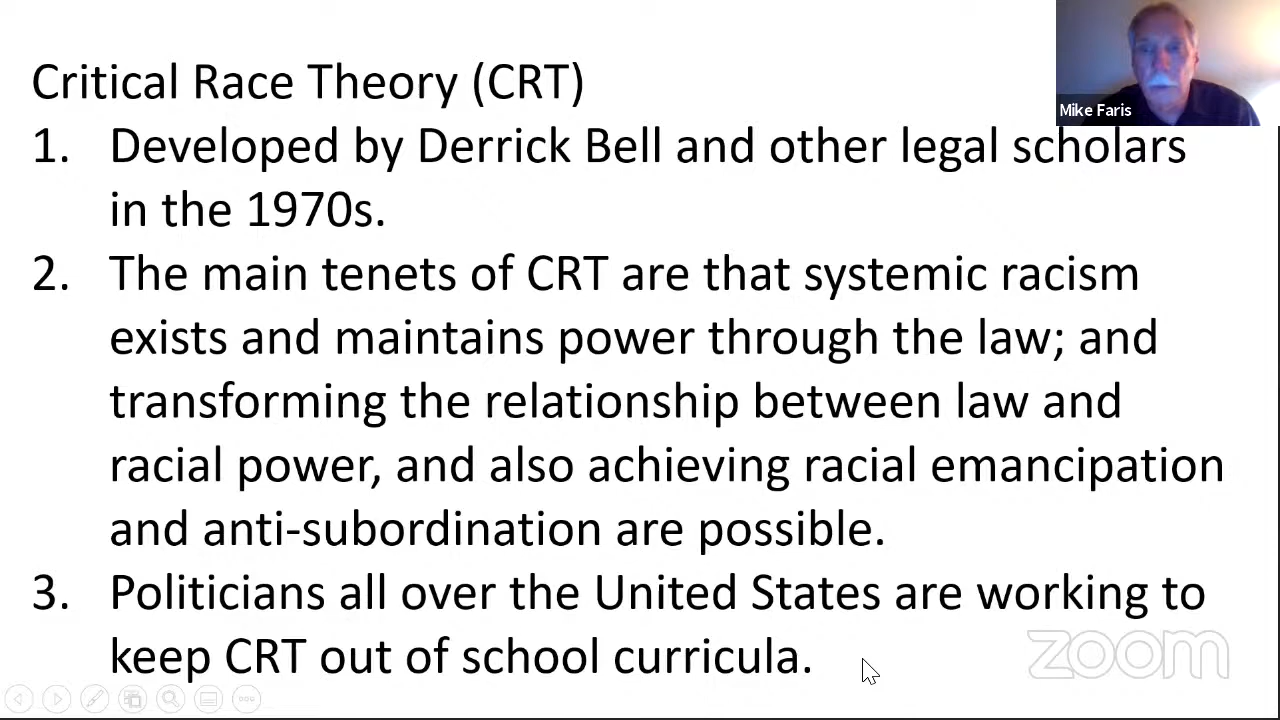 Critical Race Theory (CRT)
Mike Faris
1. Developed by Derrick Bell and other legal scholars
in the 1970s.
2. The main tenets of CRT are that systemic racism
exists and maintains power through the law; and
transforming the relationship between law and
racial power, and also achieving racial emancipation
and anti-subordination are possible.
3. Politicians all over the United States are working to
keep CRT out of school curricula.
zoom